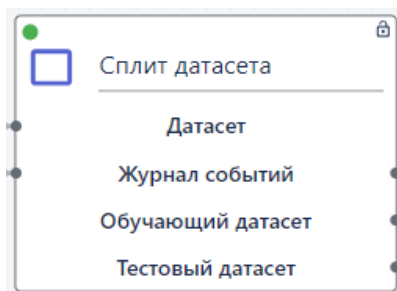 Сплит датасета
Датасет
Журнал событий
Обучающий датасет
Тестовый датасет